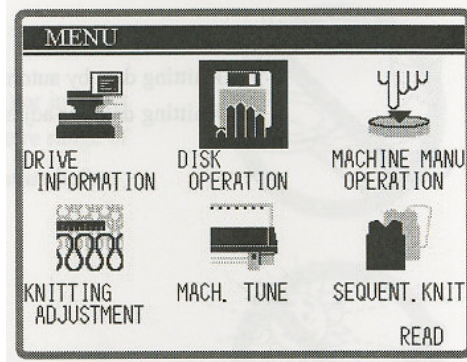 MENU
DRIVE INFORMATION
DISK OPERATION
MACHINE MANU OPERATION
KNITTING ADJUSTMENT
MACH. TUNE
SEQUENT.KNIT
READ